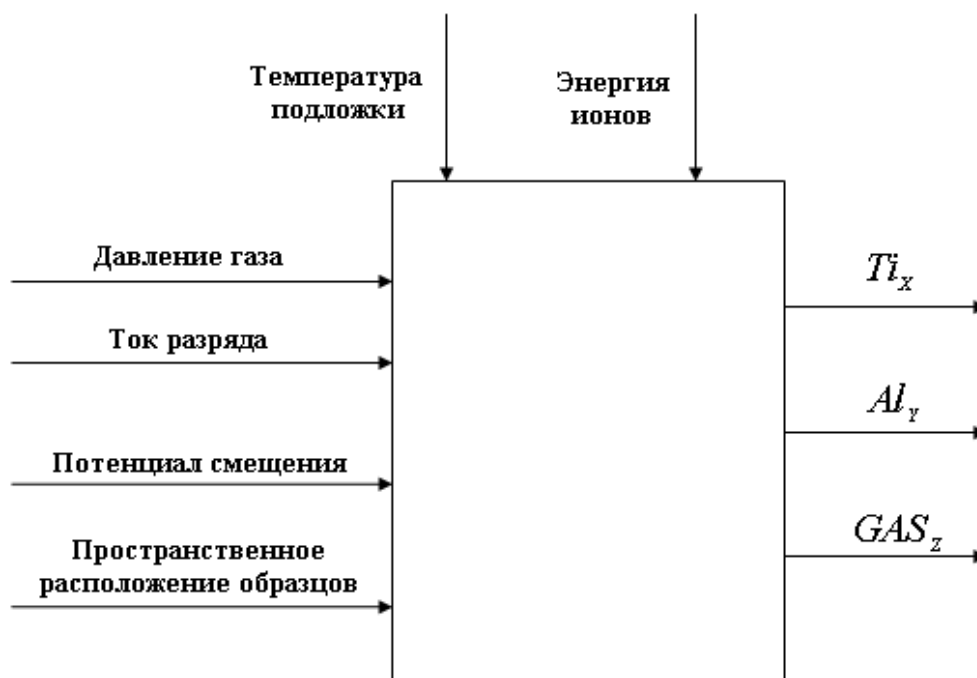 Температура
подложки
Энергия
ионов
Давление газа
Ток разряда
Потенциал смещения
Пространственное
расположение образцов
Ti_X
Al_Y
GAS_Z